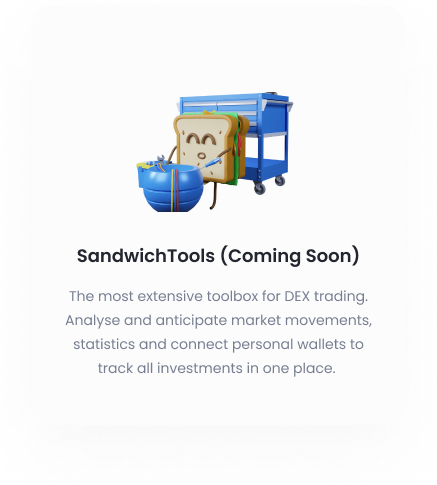 SandwichTools (Coming Soon)
The most extensive toolbox for DEX trading.
Analyse and anticipate market movements,
statistics and connect personal wallets to
track all investments in one place.